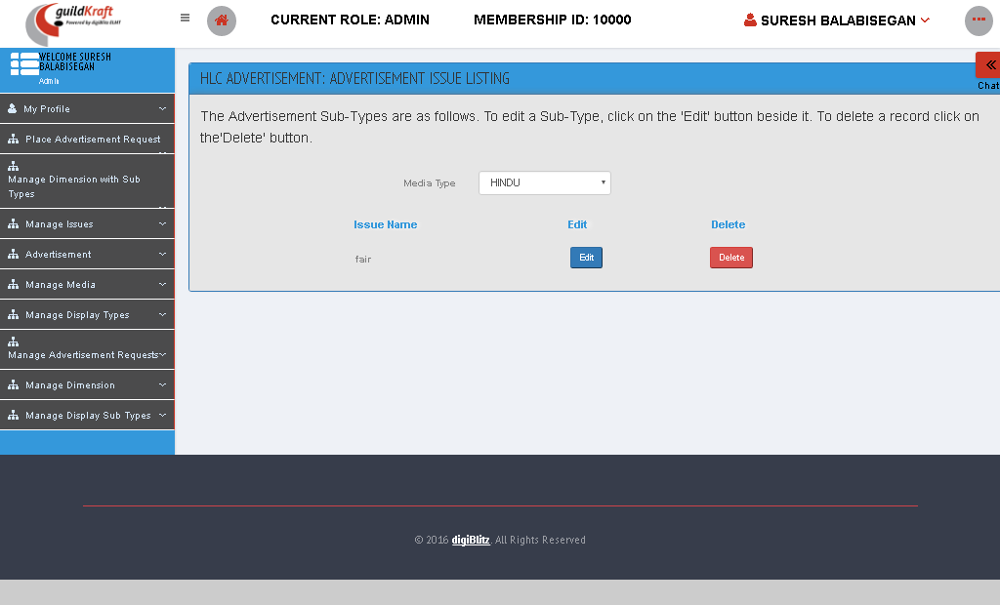 guildKraft
Powered by digiBlitz ELMT
CURRENT ROLE: ADMIN
MEMBERSHIP ID: 10000
SURESH BALABISEGAN
WELCOME SURESH
BALABISEGAN
Admin
Chat
My Profile
Place Advertisement Request
Manage Dimension with Sub
Types
Manage Issues
Advertisement
Manage Media
Manage Display Types
Manage Advertisement Requests
Manage Dimension
Manage Display Sub Types
HLC ADVERTISEMENT: ADVERTISEMENT ISSUE LISTING
The Advertisement Sub-Types are as follows. To edit a Sub-Type, click on the 'Edit' button beside it. To delete a record click on
the'Delete' button.
Media Type HINDU
Issue Name Edit Delete
fair Edit Delete
© 2016 digiBlitz. All Rights Reserved